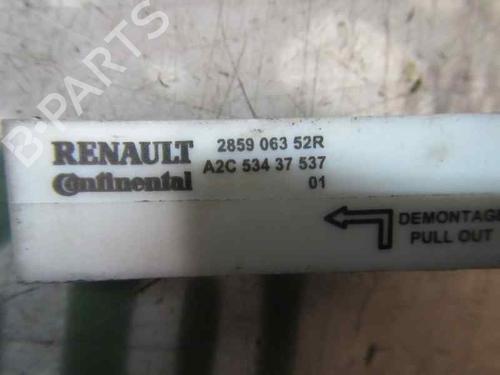 B-PARTS
RENAULT 2859 063 52R
Continental A2C 534 37 537
01
DEMONTAGE
PULL OUT